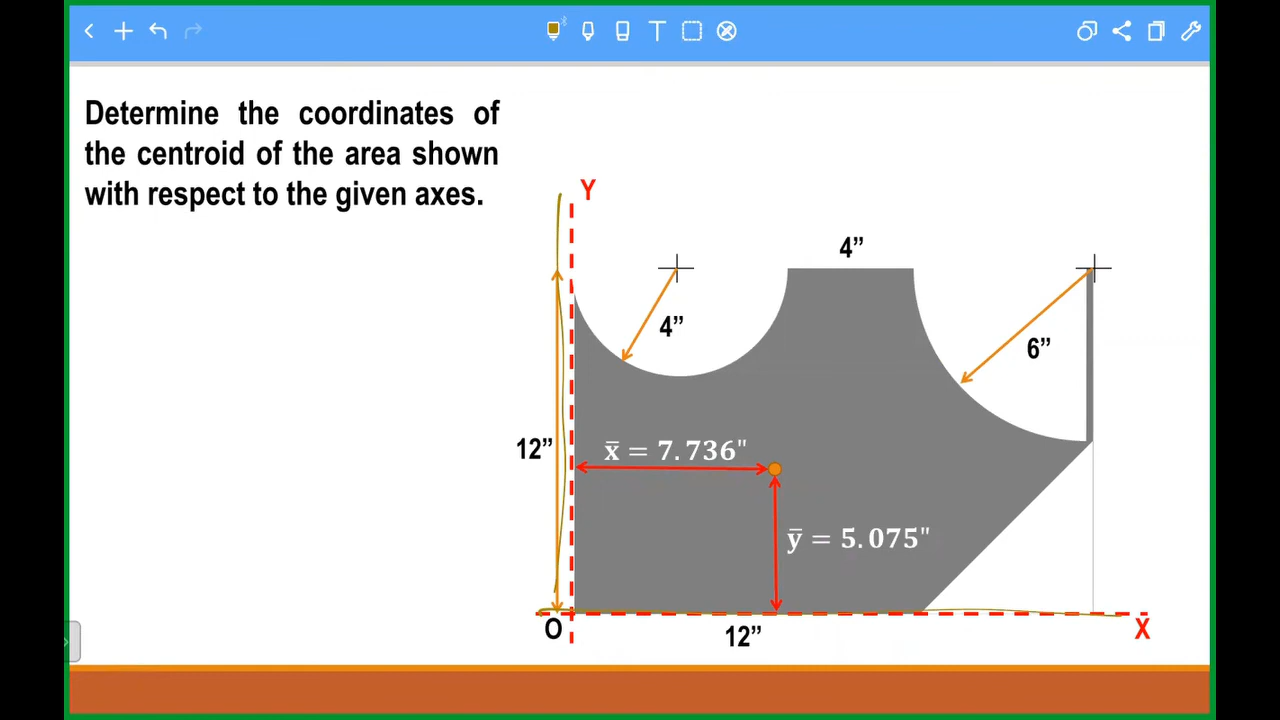 Determine the coordinates of
the centroid of the area shown
with respect to the given axes.
Y
4”
4”
6”
12”
x̄ = 7.736"
ȳ = 5.075"
O
12”
X